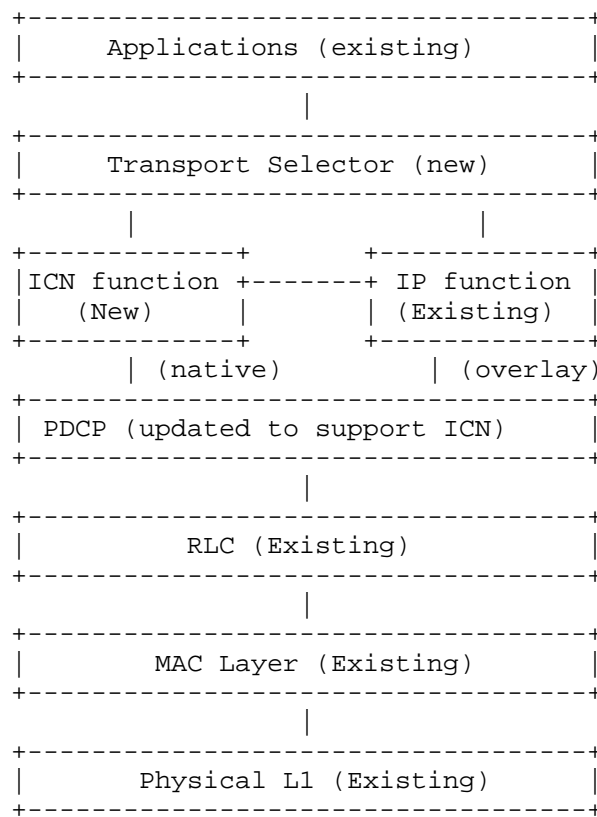 Applications (existing)
Transport Selector (new)
ICN function IP function
(New) (Existing)
(native) (overlay)
PDCP (updated to support ICN)
RLC (Existing)
MAC Layer (Existing)
Physical L1 (Existing)